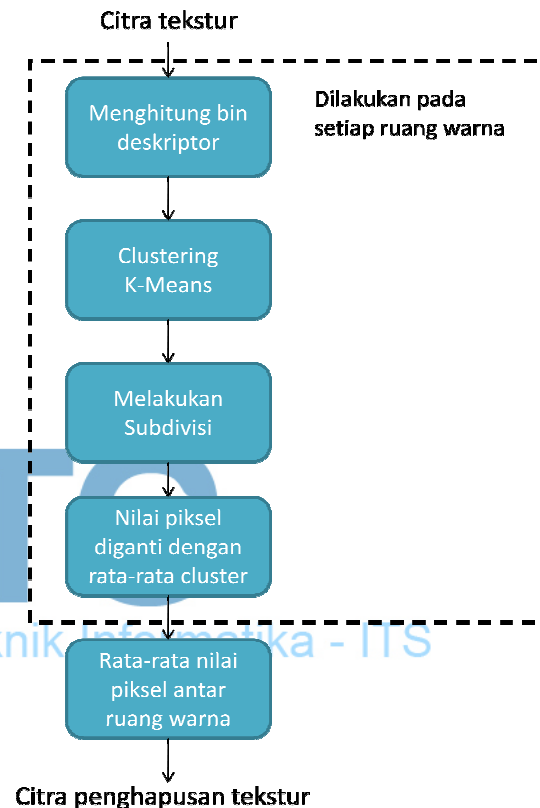 Citra tekstur
Menghitung bin
deskriptor
Dilakukan pada
setiap ruang warna
Clustering
K-Means
Melakukan
Subdivisi
Nilai piksel
diganti dengan
rata-rata cluster
Rata-rata nilai
piksel antar
ruang warna
Citra penghapusan tekstur
- ITS